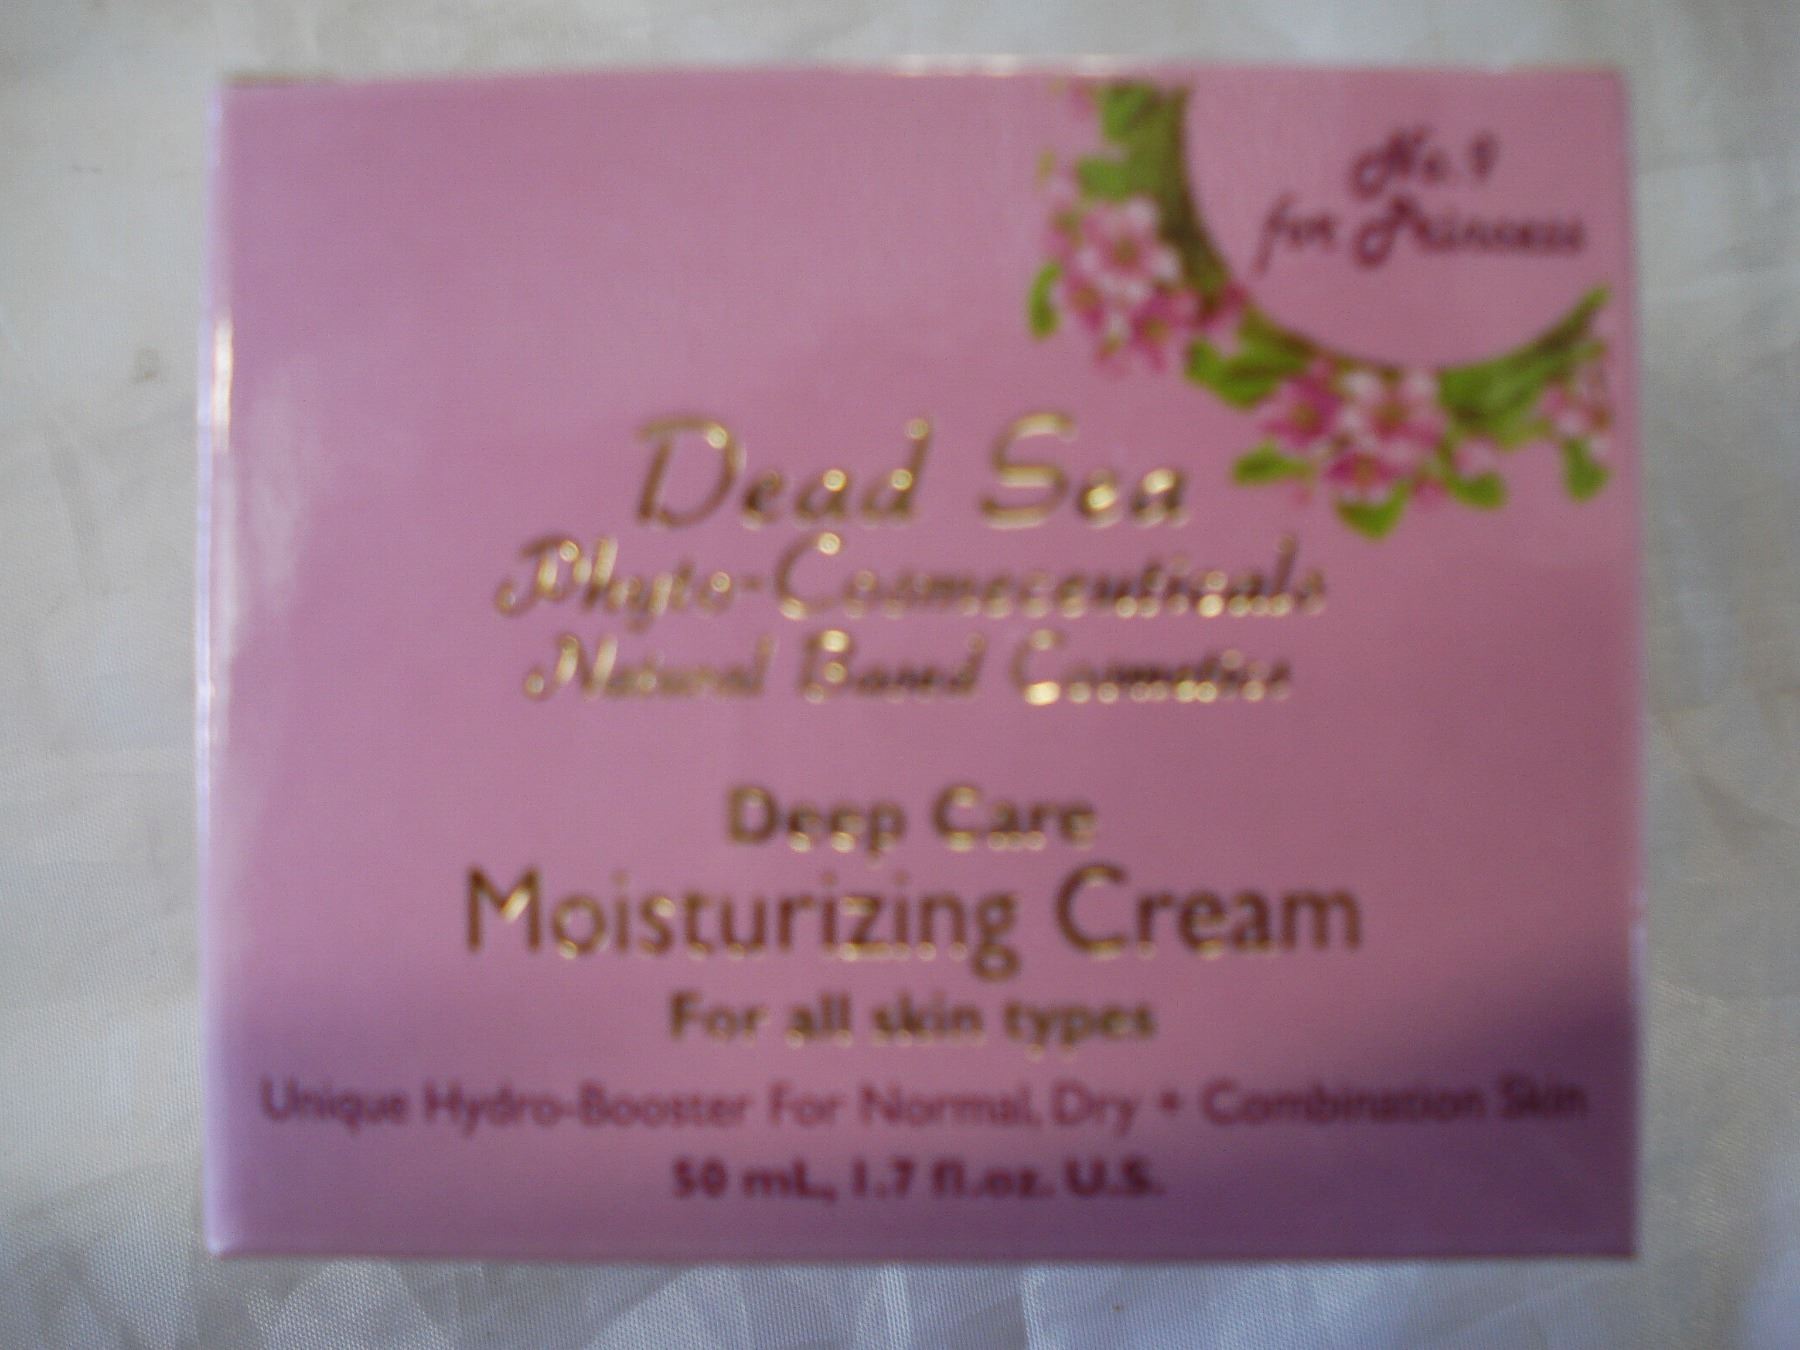 No. 9
for Princess
Dead Sea
Phyto-Cosmeceuticals
Natural Based Cosmetics
Deep Care
Moisturizing Cream
For all skin types
Unique Hydro-Booster For Normal, Dry + Combination Skin
50 mL, 1.7 fl.oz. U.S.